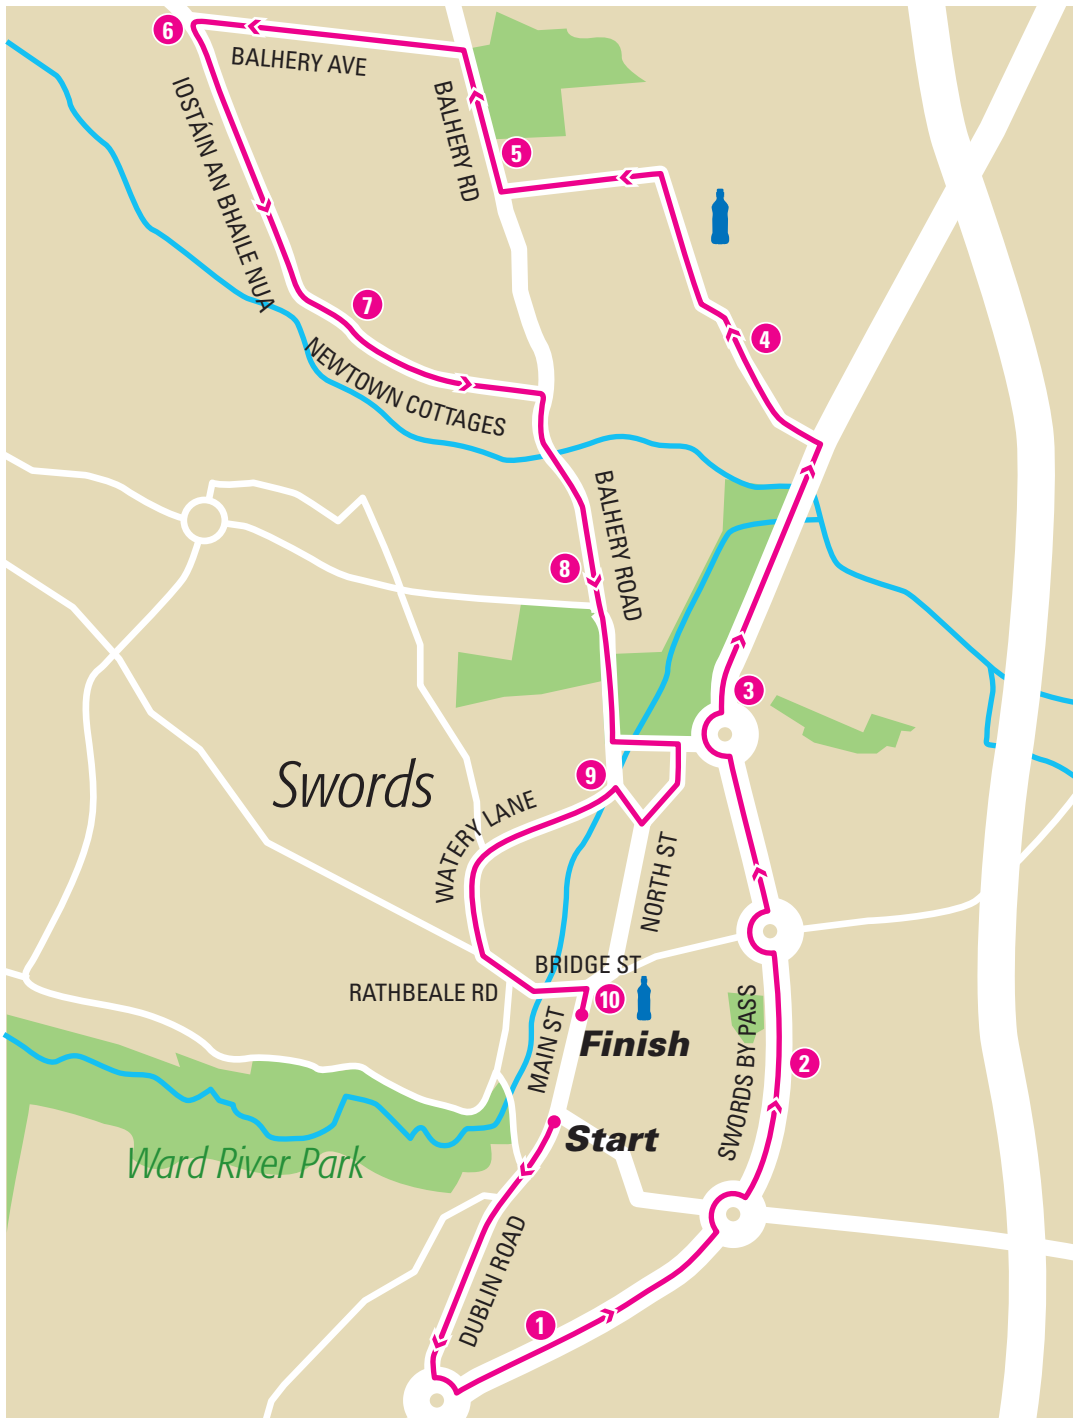 6
BALHERY AVE
IOSTÁIN AN BHAILE NUA
BALHERY RD
5
7
4
NEWTOWN COTTAGES
BALHERY ROAD
8
3
Swords
9
WATERY LANE
NORTH ST
BRIDGE ST
RATHBEALE RD
10
MAIN ST
Finish
SWORDS BY PASS
2
Start
Ward River Park
DUBLIN ROAD
1